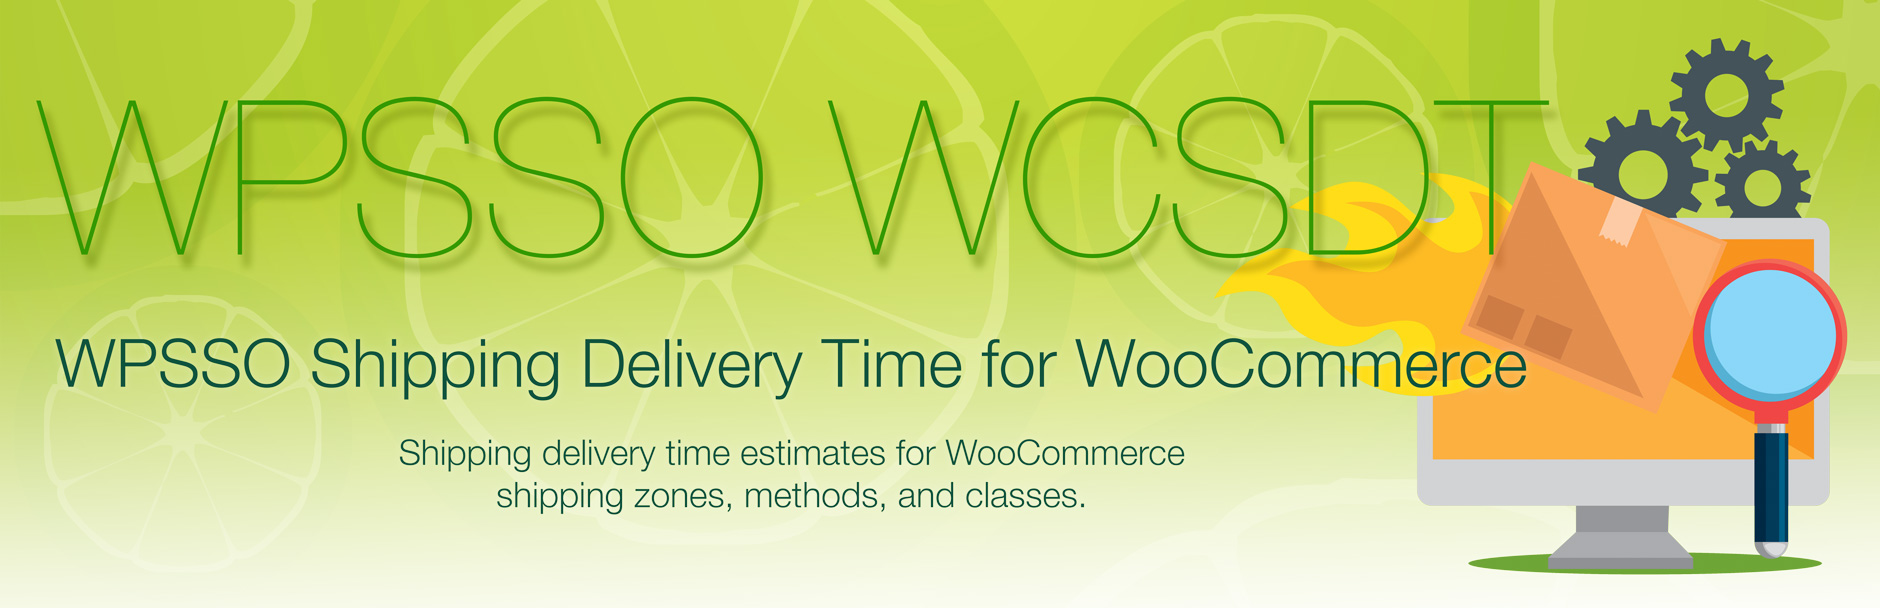 WPSSO WCSDT
WPSSO Shipping Delivery Time for WooCommerce
Shipping delivery time estimates for WooCommerce
shipping zones, methods, and classes.